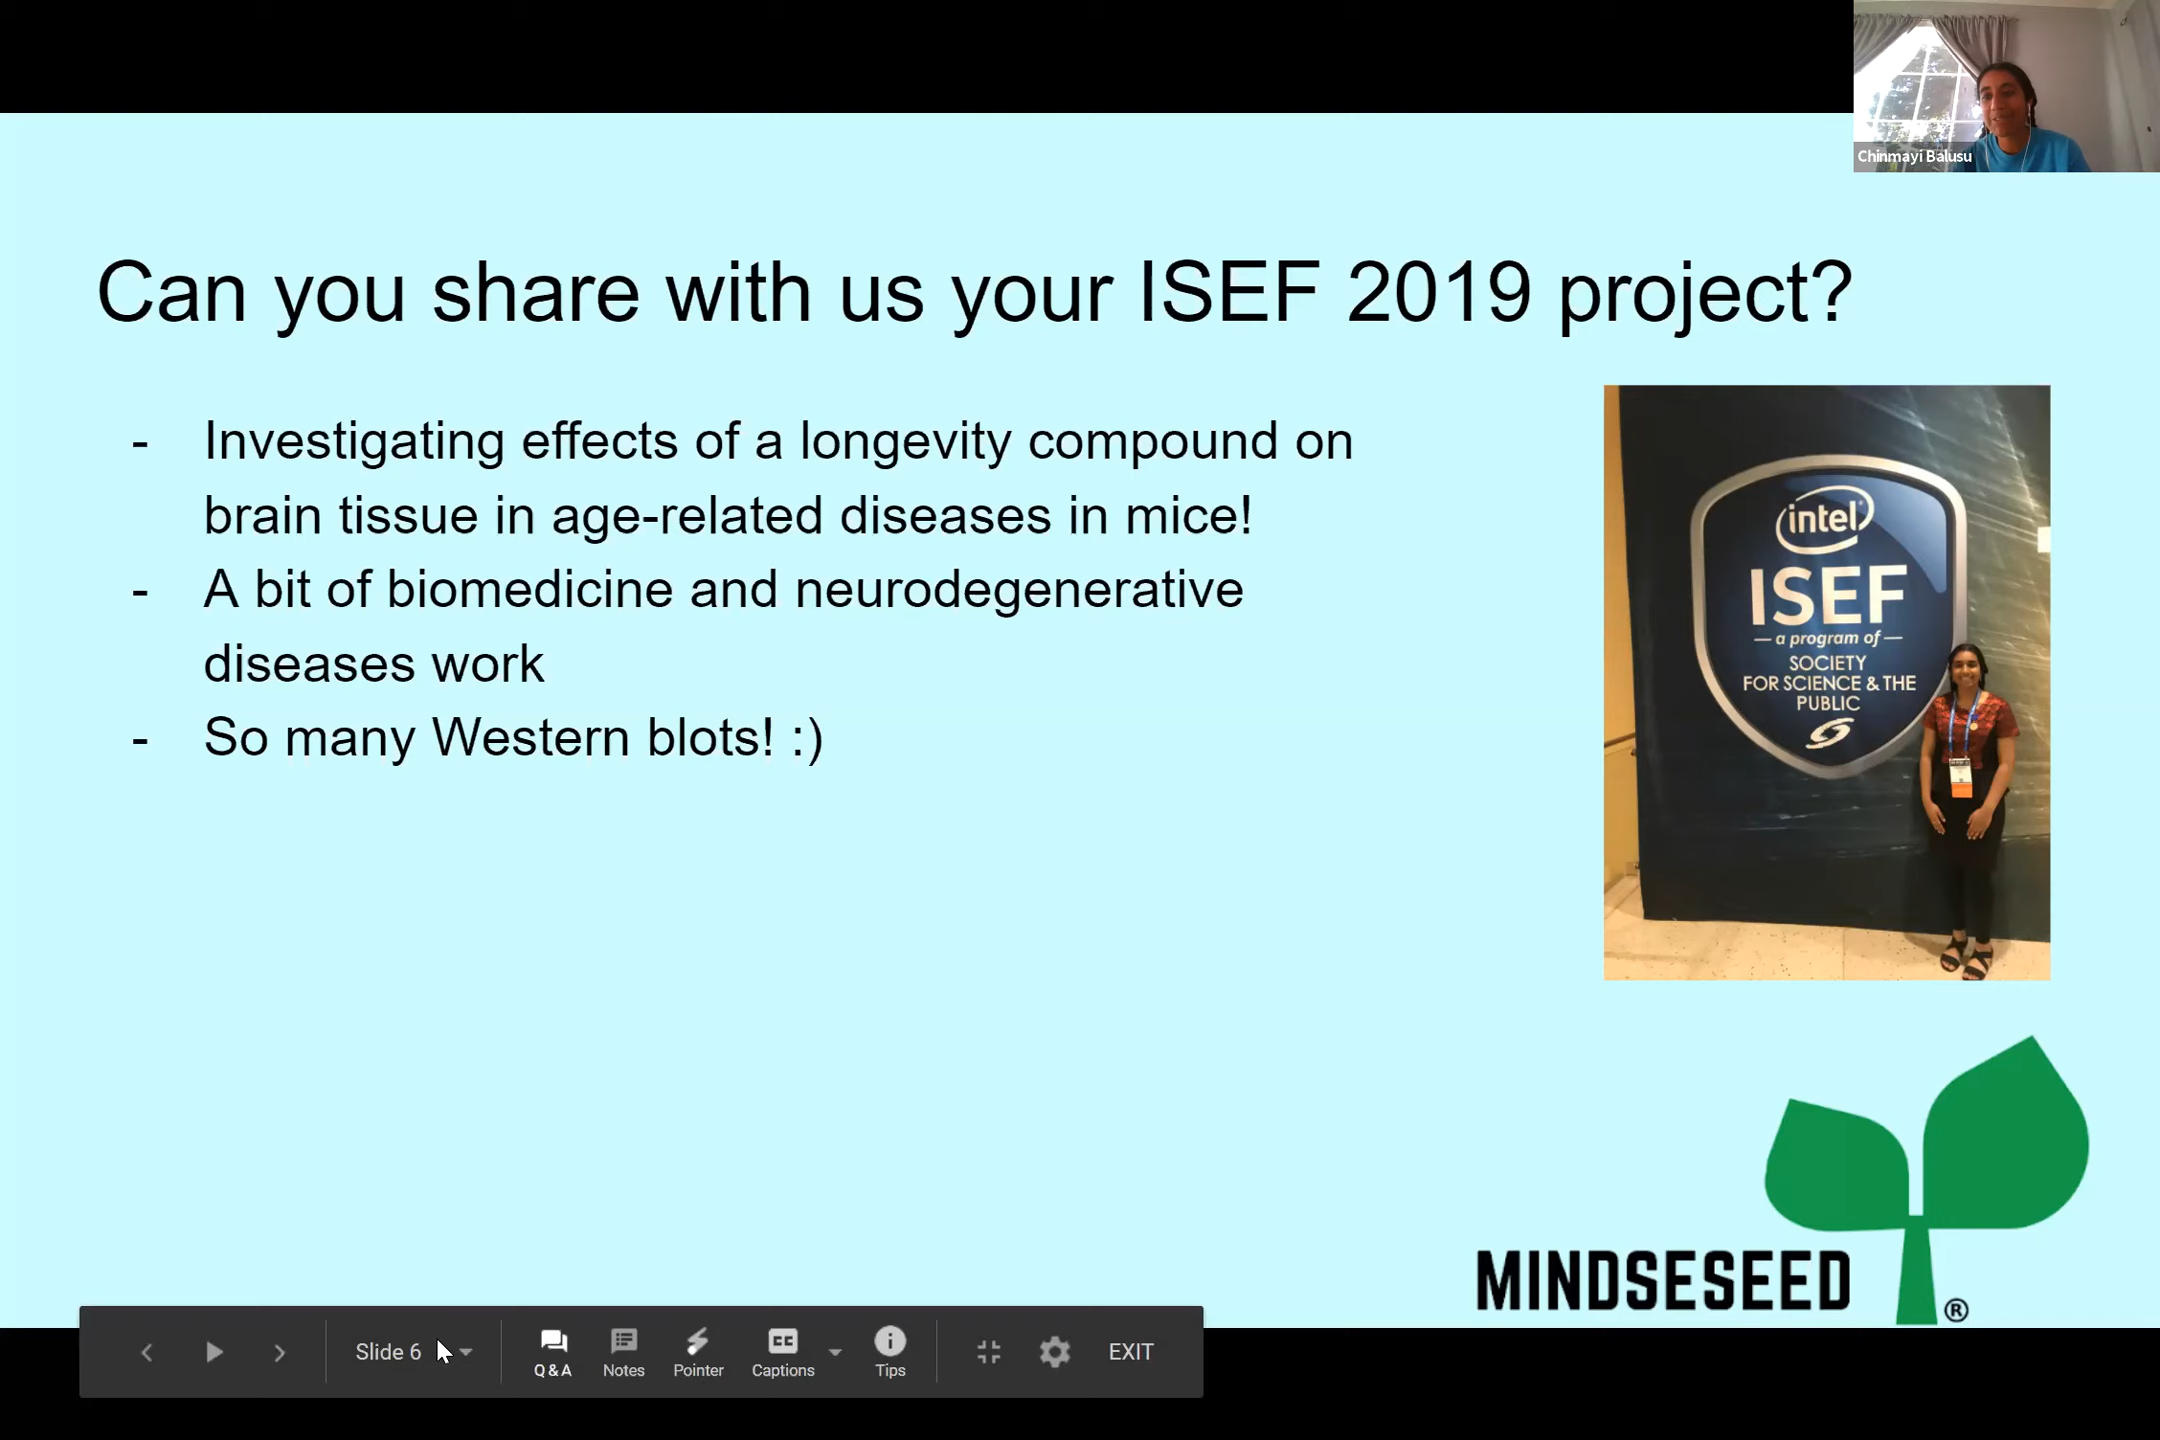 Chinmayi Balusu
Can you share with us your ISEF 2019 project?
- Investigating effects of a longevity compound on
brain tissue in age-related diseases in mice!
- A bit of biomedicine and neurodegenerative
diseases work
- So many Western blots! :)
intel
ISEF
— a program of —
SOCIETY
FOR SCIENCE & THE
PUBLIC
MINDSESEED
®
Slide 6
Q & A
Notes
Pointer
CC
Captions
Tips
EXIT